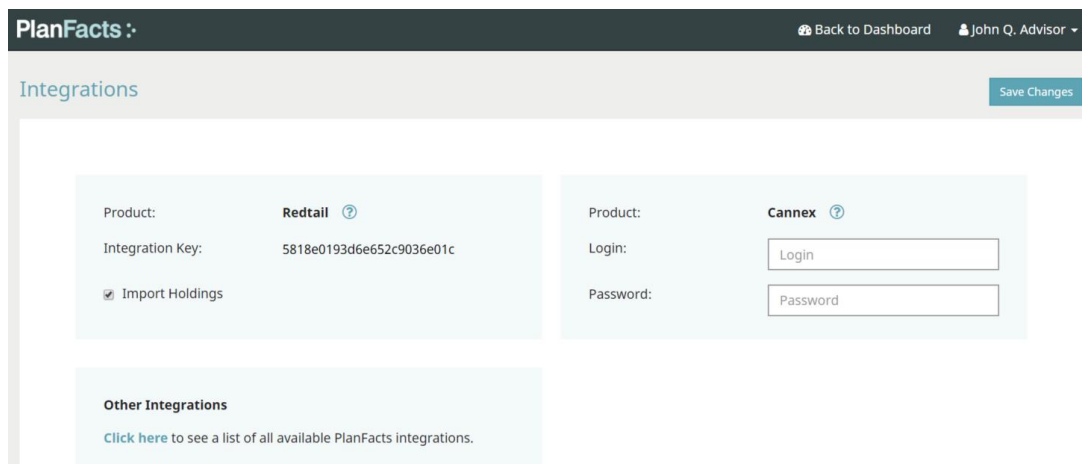 PlanFacts
Back to Dashboard
John Q. Advisor
Integrations
Save Changes
Product: Redtail ?
Integration Key: 5818e0193d6e652c9036e01c
Import Holdings
Product: Cannex ?
Login: Login
Password: Password
Other Integrations
Click here to see a list of all available PlanFacts integrations.